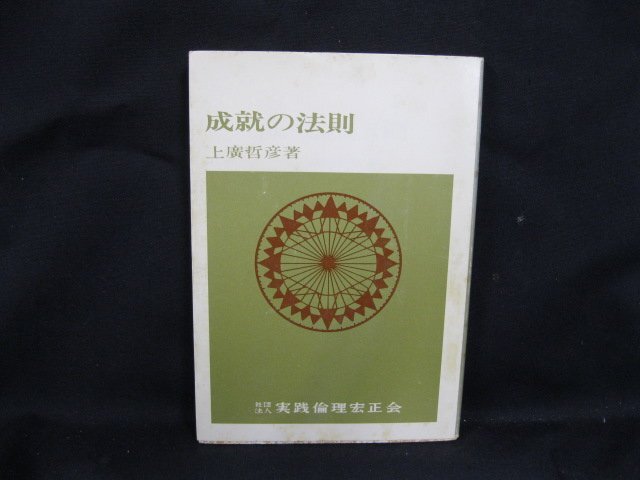 成就の法則
上廣哲彦著
社団法人 実践倫理宏正会